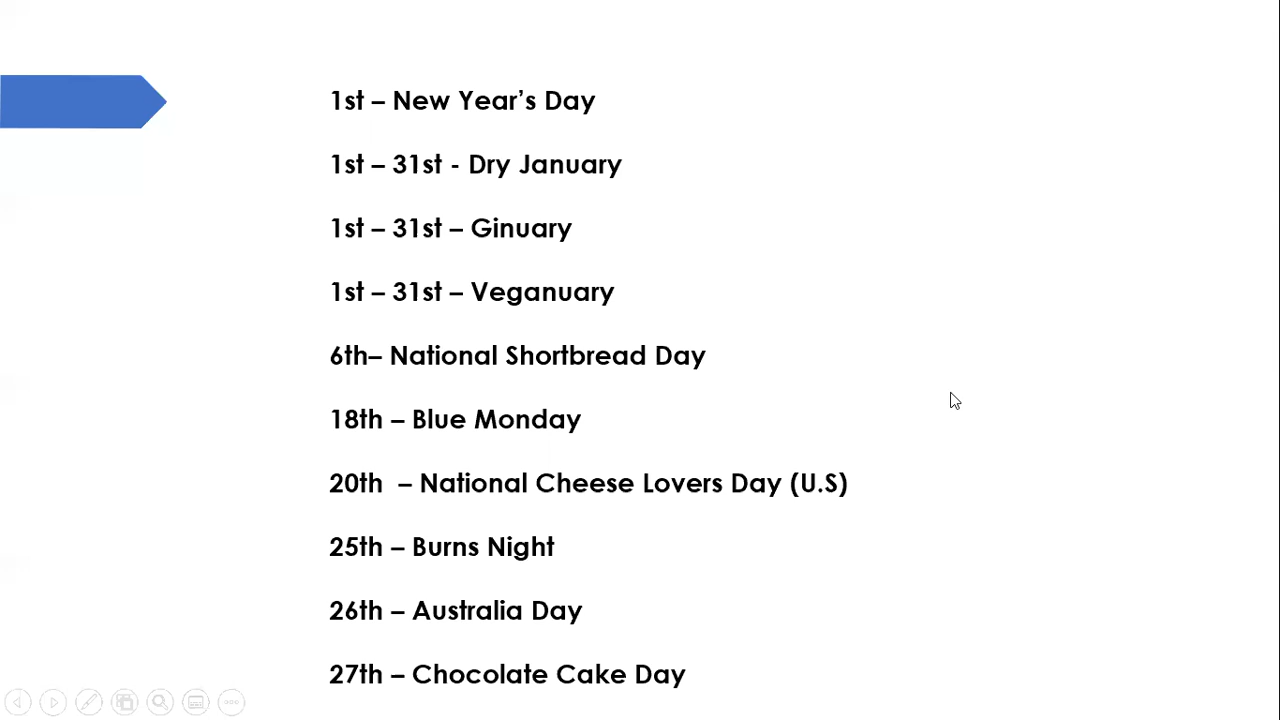 1st – New Year’s Day
1st – 31st - Dry January
1st – 31st – Ginuary
1st – 31st – Veganuary
6th– National Shortbread Day
18th – Blue Monday
20th  – National Cheese Lovers Day (U.S)
25th – Burns Night
26th – Australia Day
27th – Chocolate Cake Day